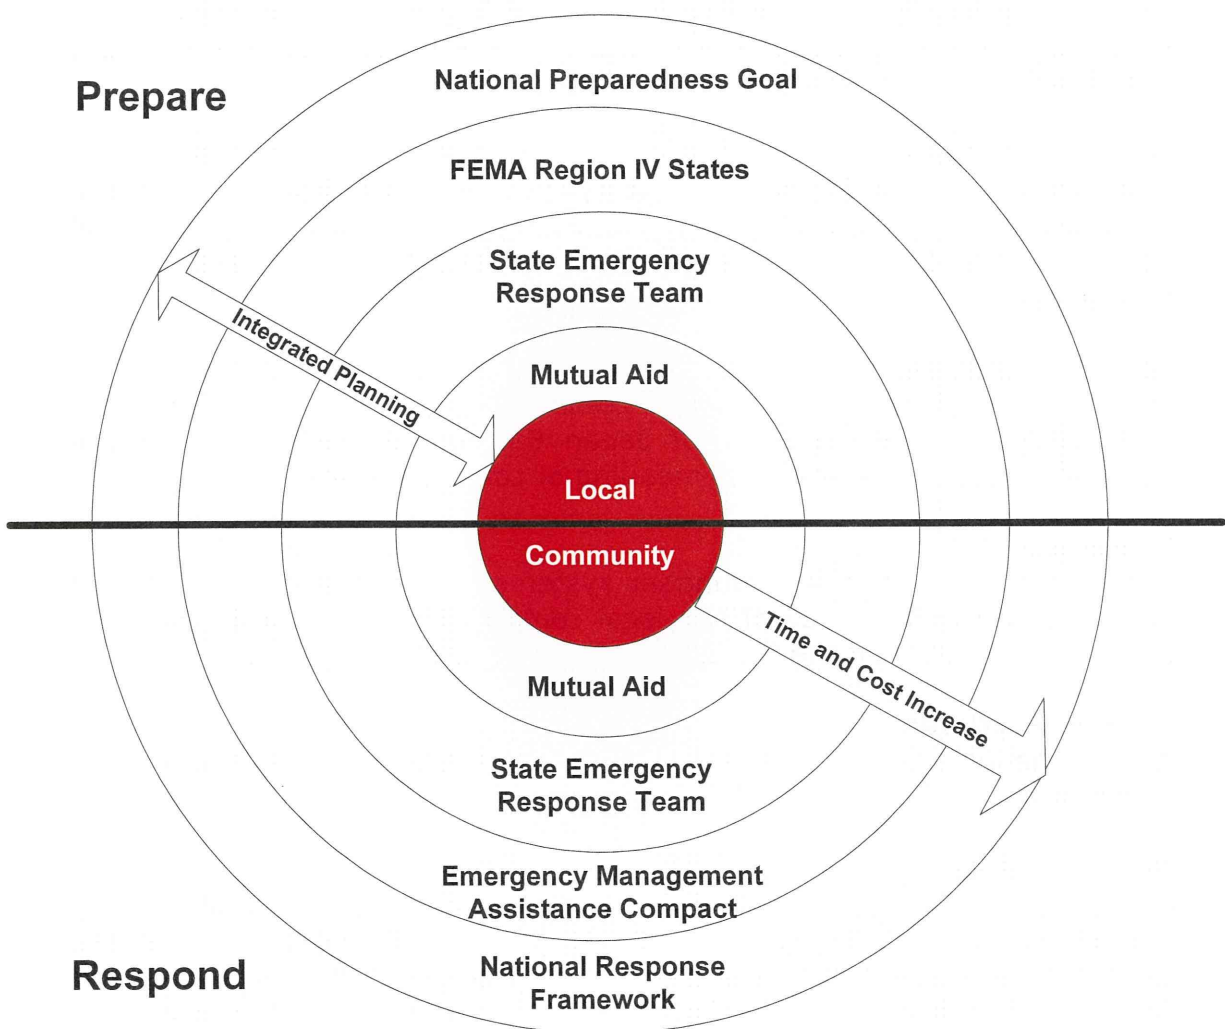 Prepare
National Preparedness Goal
FEMA Region IV States
State Emergency
Response Team
Integrated Planning
Mutual Aid
Local
Community
Time and Cost Increase
Mutual Aid
State Emergency
Response Team
Emergency Management
Assistance Compact
Respond
National Response
Framework